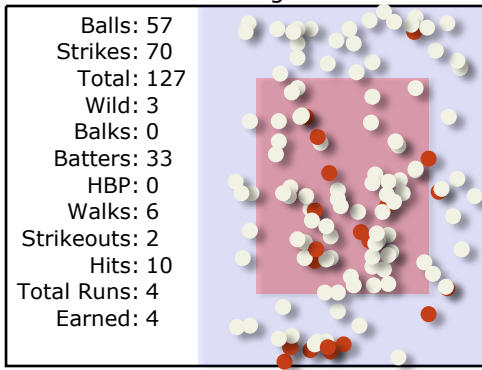 Balls: 57
Strikes: 70
Total: 127
Wild: 3
Balks: 0
Batters: 33
HBP: 0
Walks: 6
Strikeouts: 2
Hits: 10
Total Runs: 4
Earned: 4